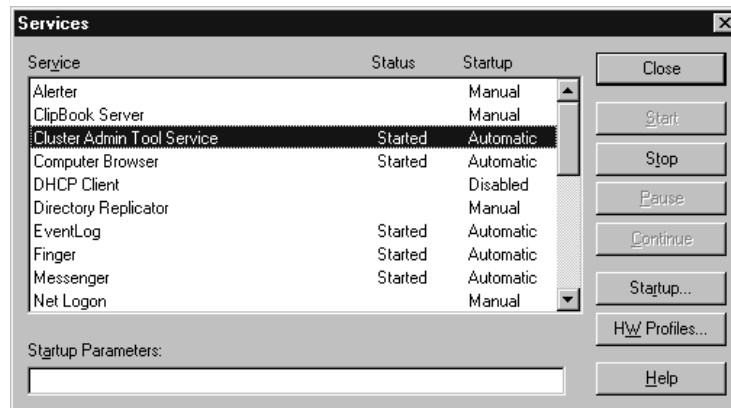 Services
Service Status Startup
Alerter Manual
ClipBook Server Manual
Cluster Admin Tool Service Started Automatic
Computer Browser Started Automatic
DHCP Client Disabled
Directory Replicator Manual
EventLog Started Automatic
Finger Started Automatic
Messenger Started Automatic
Net Logon Manual
Startup Parameters:
Close
Start
Stop
Pause
Continue
Startup...
HW Profiles...
Help